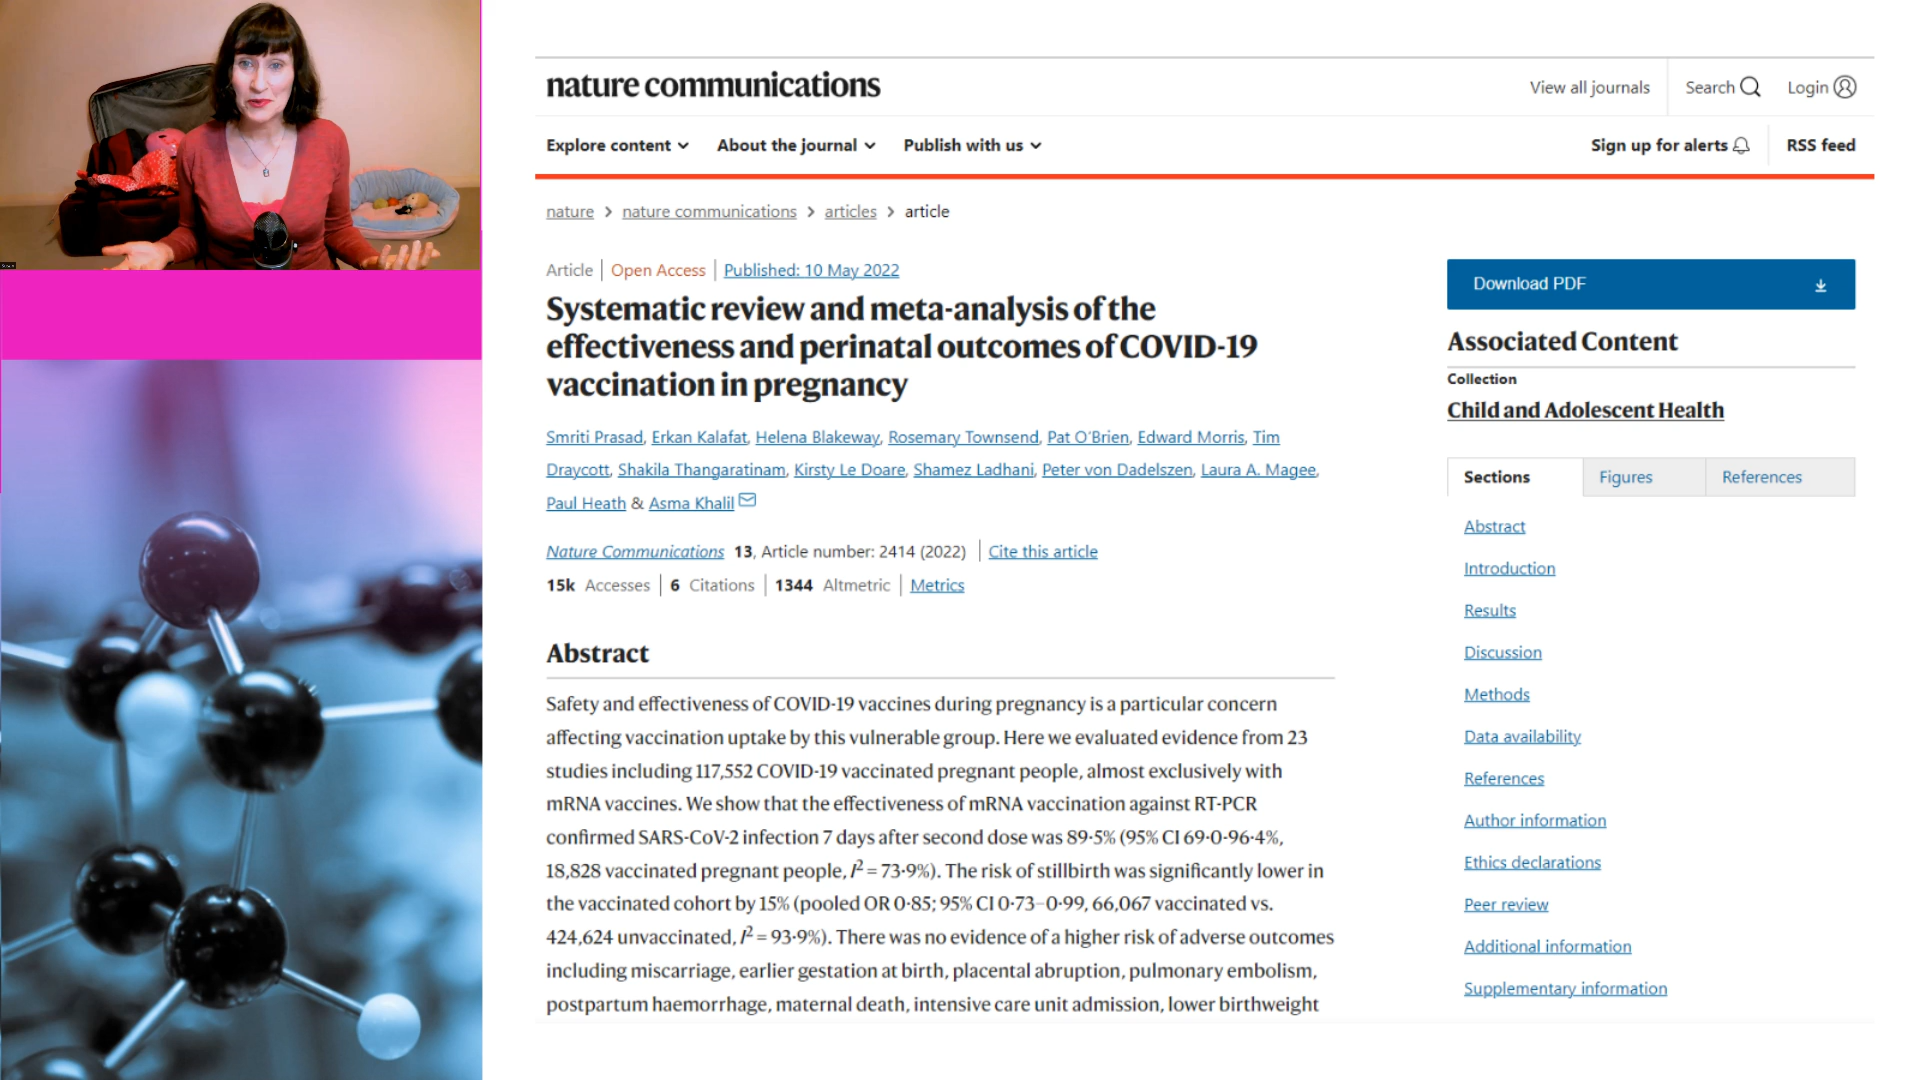 nature communications
View all journals
Search
Login
Explore content
About the journal
Publish with us
Sign up for alerts
RSS feed
nature > nature communications > articles > article
Article | Open Access | Published: 10 May 2022
Systematic review and meta-analysis of the
effectiveness and perinatal outcomes of COVID-19
vaccination in pregnancy
Smriti Prasad, Erkan Kalafat, Helena Blakeway, Rosemary Townsend, Pat O'Brien, Edward Morris, Tim
Draycott, Shakila Thangaratinam, Kirsty Le Doare, Shamez Ladhani, Peter von Dadelszen, Laura A. Magee,
Paul Heath & Asma Khalil
Nature Communications 13, Article number: 2414 (2022) | Cite this article
15k Accesses | 6 Citations | 1344 Altmetric | Metrics
Abstract
Safety and effectiveness of COVID-19 vaccines during pregnancy is a particular concern
affecting vaccination uptake by this vulnerable group. Here we evaluated evidence from 23
studies including 117,552 COVID-19 vaccinated pregnant people, almost exclusively with
mRNA vaccines. We show that the effectiveness of mRNA vaccination against RT-PCR
confirmed SARS-CoV-2 infection 7 days after second dose was 89·5% (95% CI 69·0-96·4%,
18,828 vaccinated pregnant people, I² = 73·9%). The risk of stillbirth was significantly lower in
the vaccinated cohort by 15% (pooled OR 0·85; 95% CI 0·73–0·99, 66,067 vaccinated vs.
424,624 unvaccinated, I² = 93·9%). There was no evidence of a higher risk of adverse outcomes
including miscarriage, earlier gestation at birth, placental abruption, pulmonary embolism,
postpartum haemorrhage, maternal death, intensive care unit admission, lower birthweight
Download PDF
Associated Content
Collection
Child and Adolescent Health
Sections
Figures
References
Abstract
Introduction
Results
Discussion
Methods
Data availability
References
Author information
Ethics declarations
Peer review
Additional information
Supplementary information